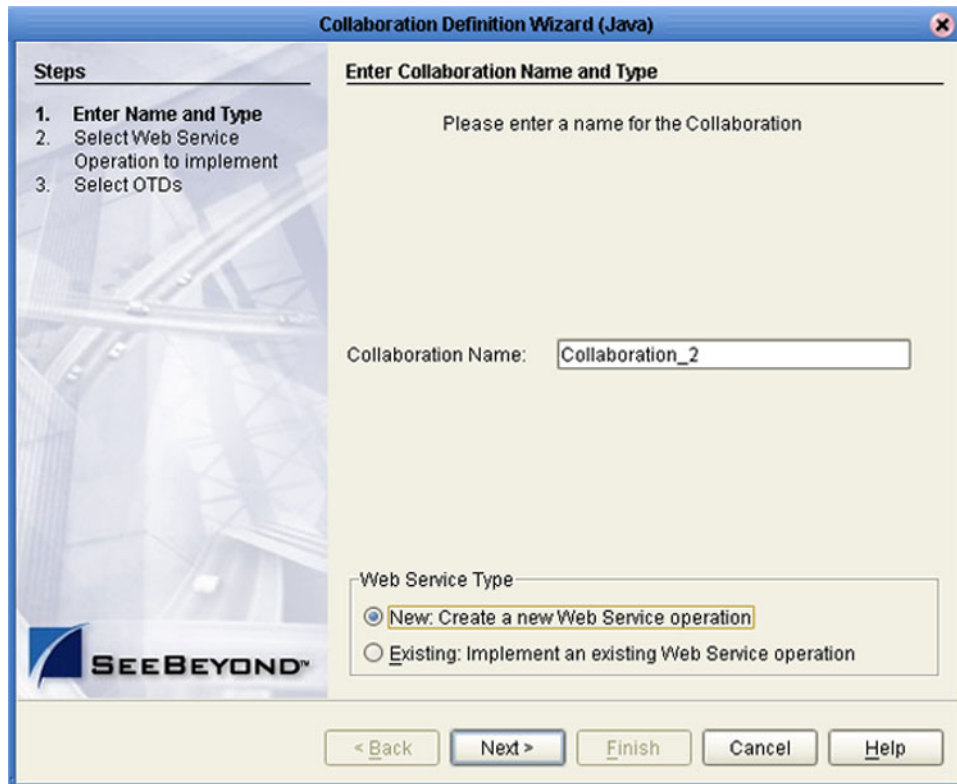 Collaboration Definition Wizard (Java)
Steps
1. Enter Name and Type
2. Select Web Service
Operation to implement
3. Select OTDs
SEEBEYOND™
Enter Collaboration Name and Type
Please enter a name for the Collaboration
Collaboration Name: Collaboration_2
Web Service Type
New: Create a new Web Service operation
Existing: Implement an existing Web Service operation
< Back Next > Finish Cancel Help